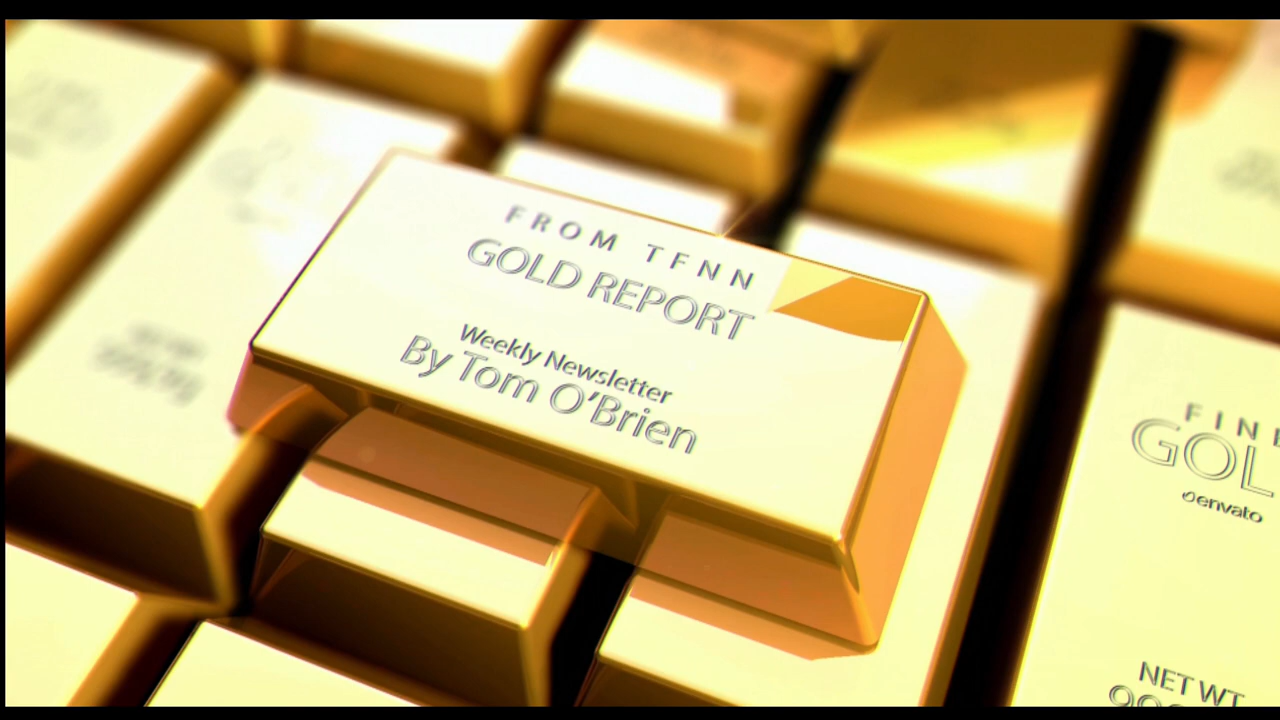 FROM TFNN
GOLD REPORT
Weekly Newsletter
By Tom O'Brien
GOL
envato
NET WT